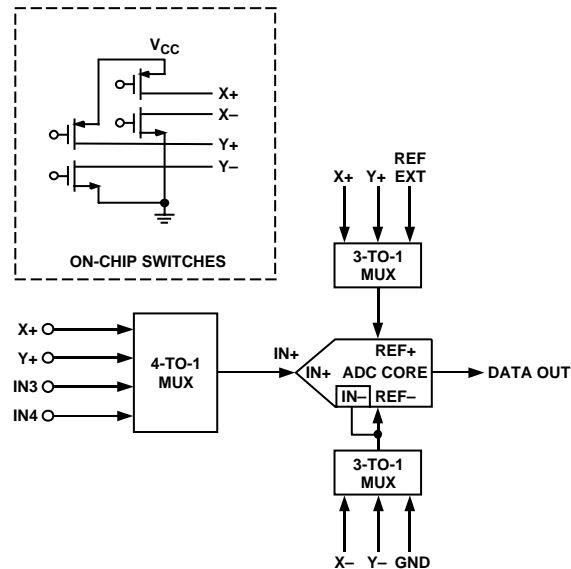 VCC
X+
X–
Y+
Y–
ON-CHIP SWITCHES
X+ Y+ REF EXT
3-TO-1
MUX
X+
Y+
IN3
IN4
4-TO-1
MUX
IN+
IN+
REF+
ADC CORE
IN– REF–
DATA OUT
3-TO-1
MUX
X– Y– GND